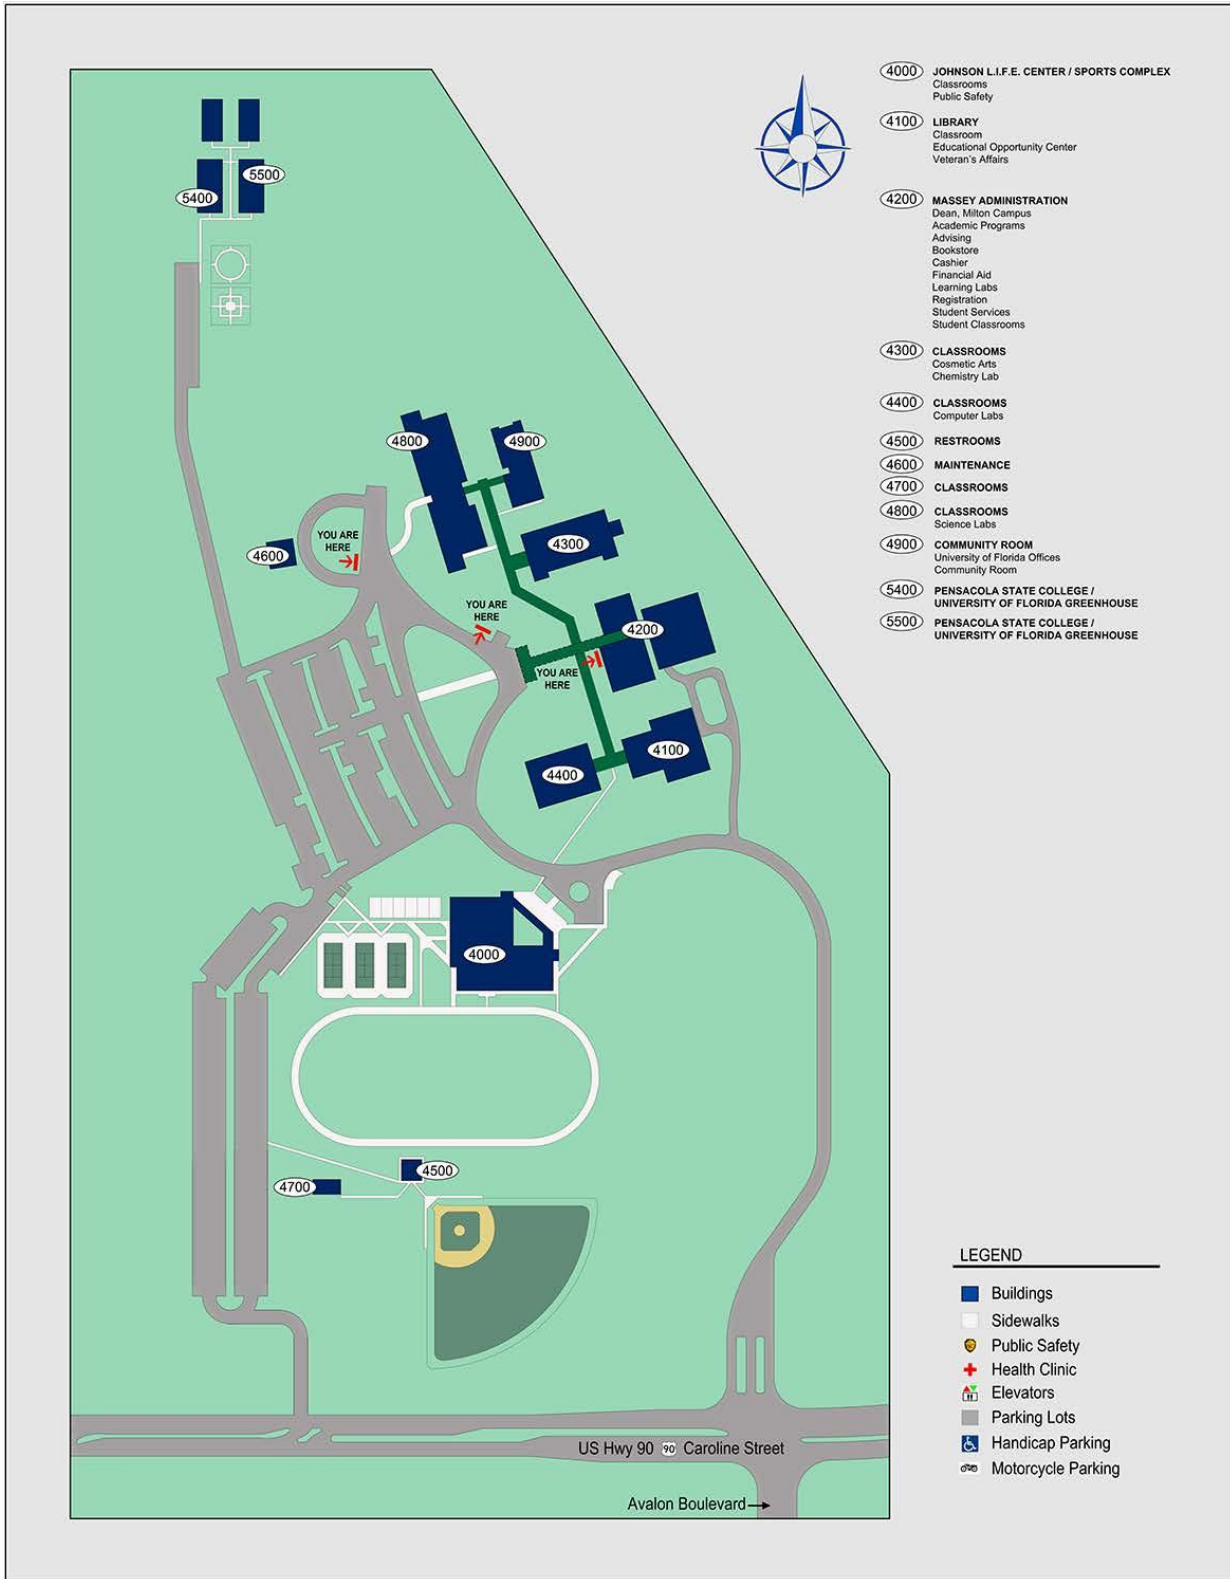 4000 JOHNSON L.I.F.E. CENTER / SPORTS COMPLEX
Classrooms
Public Safety
4100 LIBRARY
Classroom
Educational Opportunity Center
Veteran's Affairs
4200 MASSEY ADMINISTRATION
Dean, Milton Campus
Academic Programs
Advising
Bookstore
Cashier
Financial Aid
Learning Labs
Registration
Student Services
Student Classrooms
4300 CLASSROOMS
Cosmetic Arts
Chemistry Lab
4400 CLASSROOMS
Computer Labs
4500 RESTROOMS
4600 MAINTENANCE
4700 CLASSROOMS
4800 CLASSROOMS
Science Labs
4900 COMMUNITY ROOM
University of Florida Offices
Community Room
5400 PENSACOLA STATE COLLEGE /
UNIVERSITY OF FLORIDA GREENHOUSE
5500 PENSACOLA STATE COLLEGE /
UNIVERSITY OF FLORIDA GREENHOUSE
5500
5400
4800
4900
YOU ARE
HERE
4600
4300
YOU ARE
HERE
4200
YOU ARE
HERE
4100
4400
4000
4500
4700
US Hwy 90 90 Caroline Street
Avalon Boulevard
LEGEND
Buildings
Sidewalks
Public Safety
Health Clinic
Elevators
Parking Lots
Handicap Parking
Motorcycle Parking